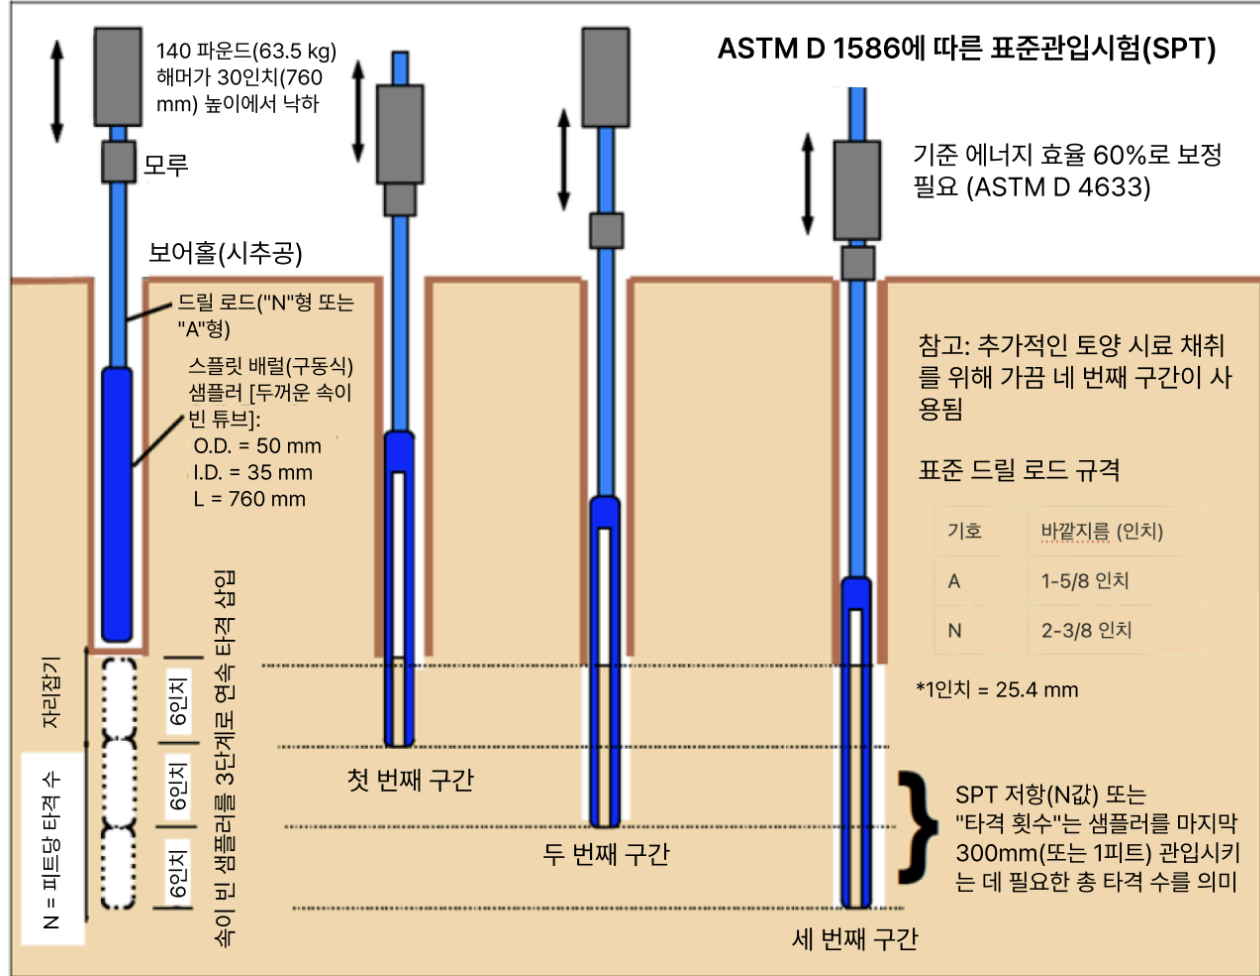 ASTM D 1586에 따른 표준관입시험(SPT)
140 파운드(63.5 kg)
해머가 30인치(760
mm) 높이에서 낙하
모루
기준 에너지 효율 60%로 보정
필요 (ASTM D 4633)
보어홀(시추공)
드릴 로드("N"형 또는
"A"형)
스플릿 배럴(구동식)
샘플러 [두꺼운 속이
빈 튜브]:
O.D. = 50 mm
I.D. = 35 mm
L = 760 mm
참고: 추가적인 토양 시료 채취
를 위해 가끔 네 번째 구간이 사
용됨
표준 드릴 로드 규격
기호 바깥지름 (인치)
A 1-5/8 인치
N 2-3/8 인치
*1인치 = 25.4 mm
자리잡기
N = 피트당 타격 수
6인치
6인치
6인치
속이 빈 샘플러를 3단계로 연속 타격 삽입
첫 번째 구간
두 번째 구간
세 번째 구간
SPT 저항(N값) 또는
"타격 횟수"는 샘플러를 마지막
300mm(또는 1피트) 관입시키
는 데 필요한 총 타격 수를 의미